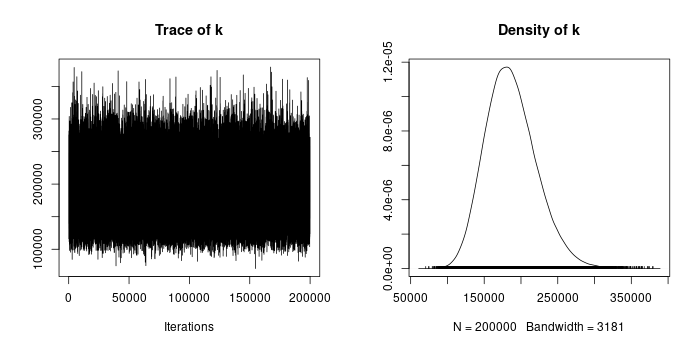 Trace of k
300000
200000
100000
0 50000 100000 150000 200000
Iterations
Density of k
1.2e-05
8.0e-06
4.0e-06
0.0e+00
50000 150000 250000 350000
N = 200000 Bandwidth = 3181